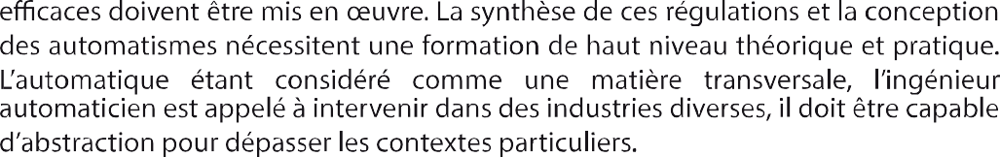 efficaces doivent être mis en œuvre. La synthèse de ces régulations et la conception
des automatismes nécessitent une formation de haut niveau théorique et pratique.
L’automatique étant considéré comme une matière transversale, l’ingénieur
automaticien est appelé à intervenir dans des industries diverses, il doit être capable
d’abstraction pour dépasser les contextes particuliers.